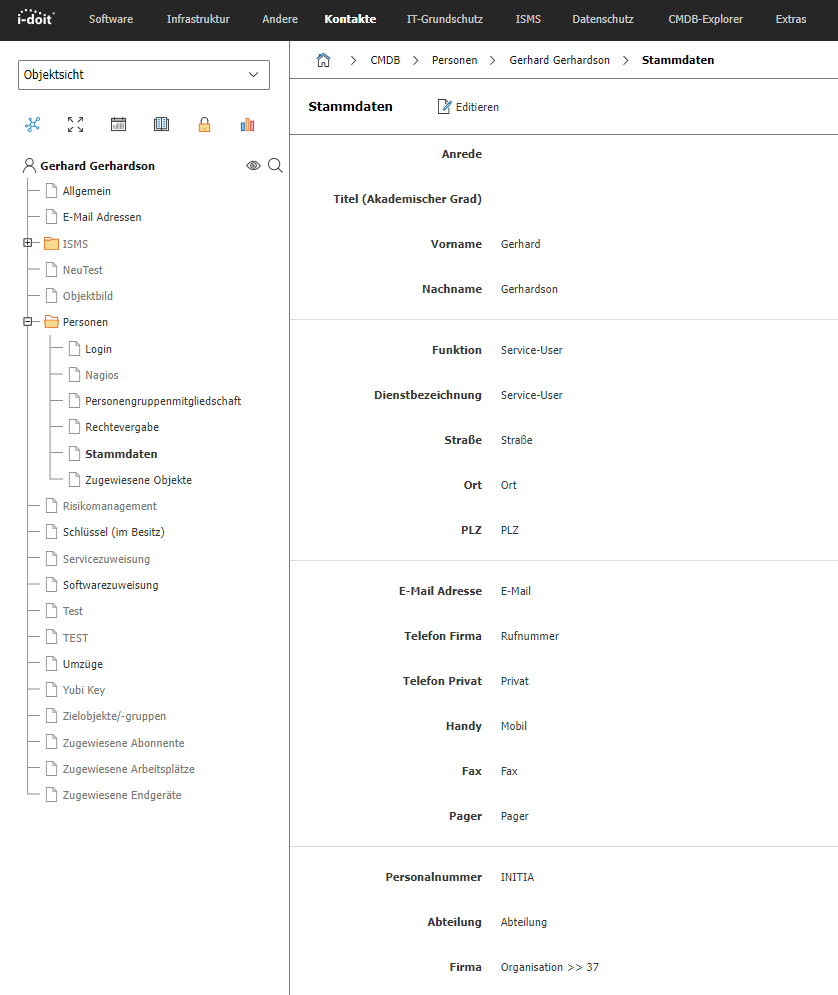 i-doit
Software
Infrastruktur
Andere
Kontakte
IT-Grundschutz
ISMS
Datenschutz
CMDB-Explorer
Extras
Objektsicht
Gerhard Gerhardson
Allgemein
E-Mail Adressen
ISMS
NeuTest
Objektbild
Personen
Login
Nagios
Personengruppenmitgliedschaft
Rechtevergabe
Stammdaten
Zugewiesene Objekte
Risikomanagement
Schlüssel (im Besitz)
Servicezuweisung
Softwarezuweisung
Test
TEST
Umzüge
Yubi Key
Zielobjekte/-gruppen
Zugewiesene Abonnente
Zugewiesene Arbeitsplätze
Zugewiesene Endgeräte
CMDB
Personen
Gerhard Gerhardson
Stammdaten
Stammdaten
Editieren
Anrede
Titel (Akademischer Grad)
Vorname Gerhard
Nachname Gerhardson
Funktion Service-User
Dienstbezeichnung Service-User
Straße Straße
Ort Ort
PLZ PLZ
E-Mail Adresse E-Mail
Telefon Firma Rufnummer
Telefon Privat Privat
Handy Mobil
Fax Fax
Pager Pager
Personalnummer INITIA
Abteilung Abteilung
Firma Organisation >> 37